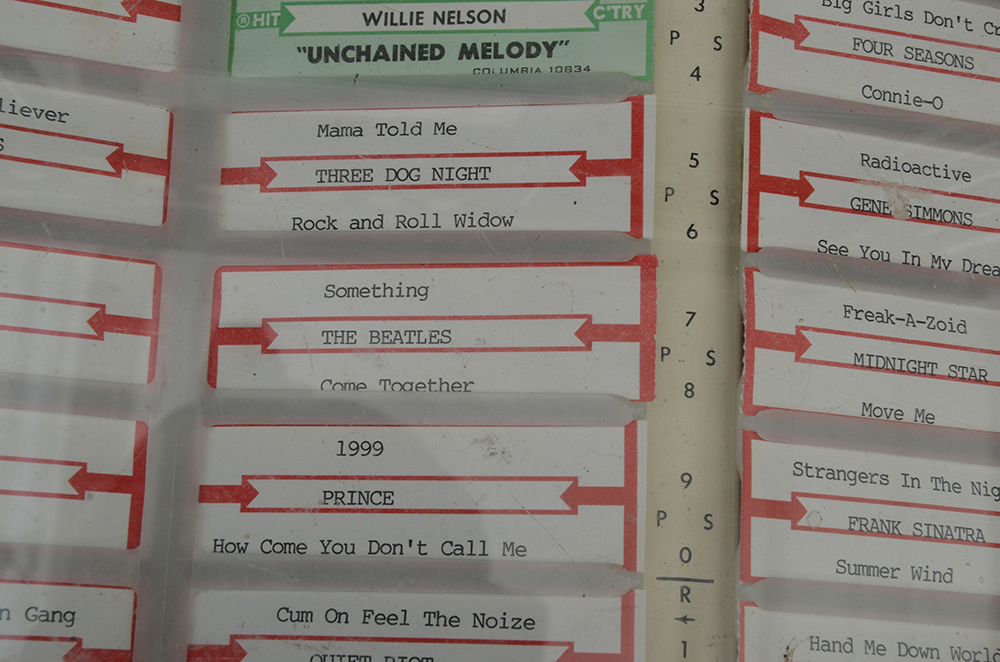 liever
S
n Gang
® HIT WILLIE NELSON C'TRY
"UNCHAINED MELODY"
COLUMBIA 10834
Mama Told Me
THREE DOG NIGHT
Rock and Roll Widow
Something
THE BEATLES
Come Together
1999
PRINCE
How Come You Don't Call Me
Cum On Feel The Noize
QUIET RIOT
3
P S
4
5
P S
6
7
P S
8
9
P S
0
R
←
1
Big Girls Don't Cr
FOUR SEASONS
Connie-O
Radioactive
GENE SIMMONS
See You In My Drea
Freak-A-Zoid
MIDNIGHT STAR
Move Me
Strangers In The Nig
FRANK SINATRA
Summer Wind
Hand Me Down World